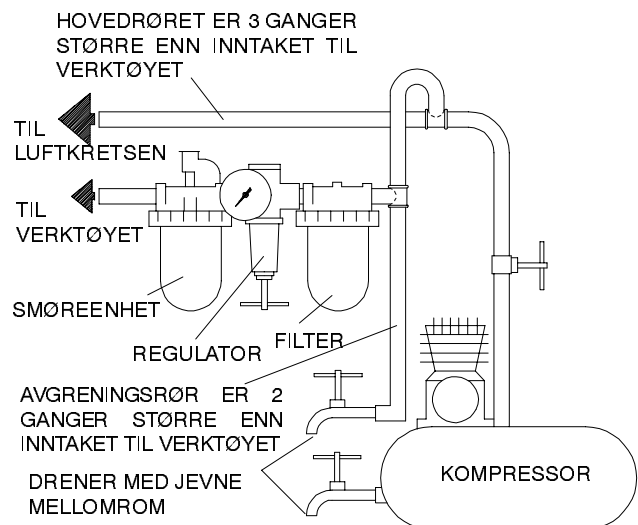 HOVEDRØRET ER 3 GANGER
STØRRE ENN INNTAKET TIL
VERKTØYET
TIL
LUFTKRETSEN
TIL
VERKTØYET
SMØREENHET
REGULATOR
FILTER
AVGRENINGSRØR ER 2
GANGER STØRRE ENN
INNTAKET TIL VERKTØYET
DRENER MED JEVNE
MELLOMROM
KOMPRESSOR